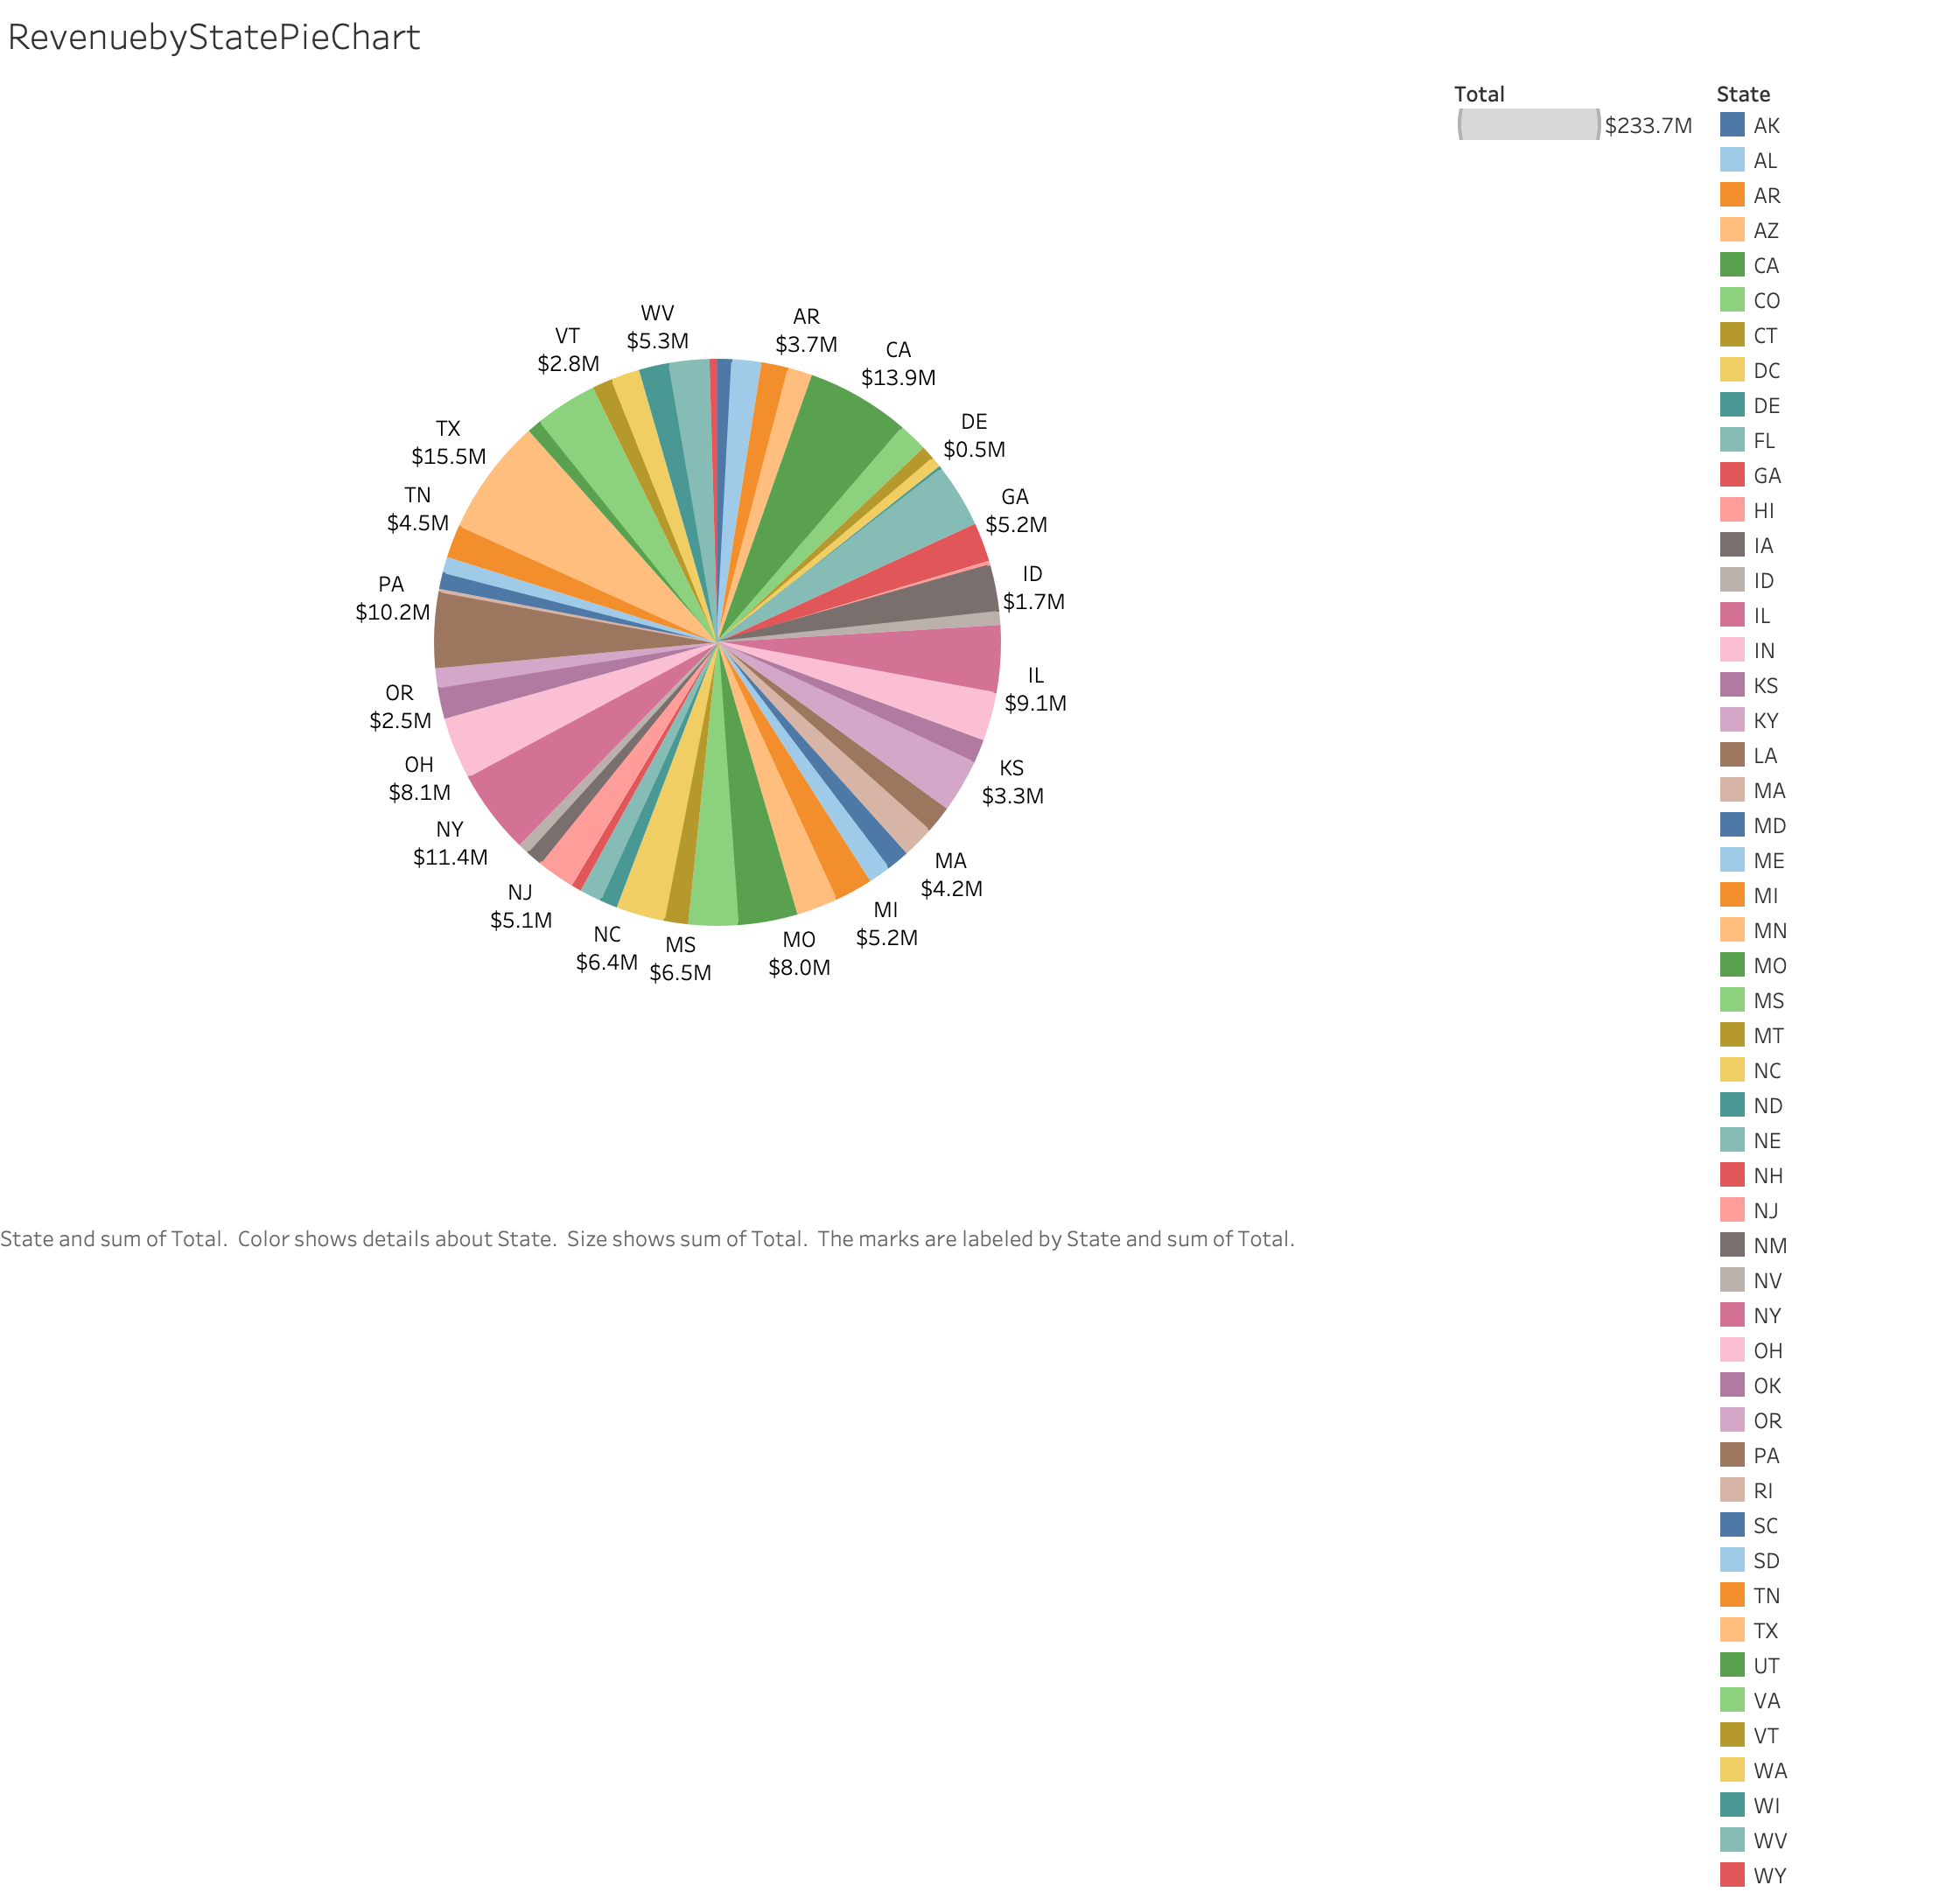 RevenuebyStatePieChart
Total
$233.7M
State
AK
AL
AR
AZ
CA
CO
CT
DC
DE
FL
GA
HI
IA
ID
IL
IN
KS
KY
LA
MA
MD
ME
MI
MN
MO
MS
MT
NC
ND
NE
NH
NJ
NM
NV
NY
OH
OK
OR
PA
RI
SC
SD
TN
TX
UT
VA
VT
WA
WI
WV
WY
WV
$5.3M
AR
$3.7M
CA
$13.9M
DE
$0.5M
GA
$5.2M
ID
$1.7M
IL
$9.1M
KS
$3.3M
MA
$4.2M
MI
$5.2M
MO
$8.0M
MS
$6.5M
NC
$6.4M
NJ
$5.1M
NY
$11.4M
OH
$8.1M
OR
$2.5M
PA
$10.2M
TN
$4.5M
TX
$15.5M
VT
$2.8M
State and sum of Total.  Color shows details about State.  Size shows sum of Total.  The marks are labeled by State and sum of Total.